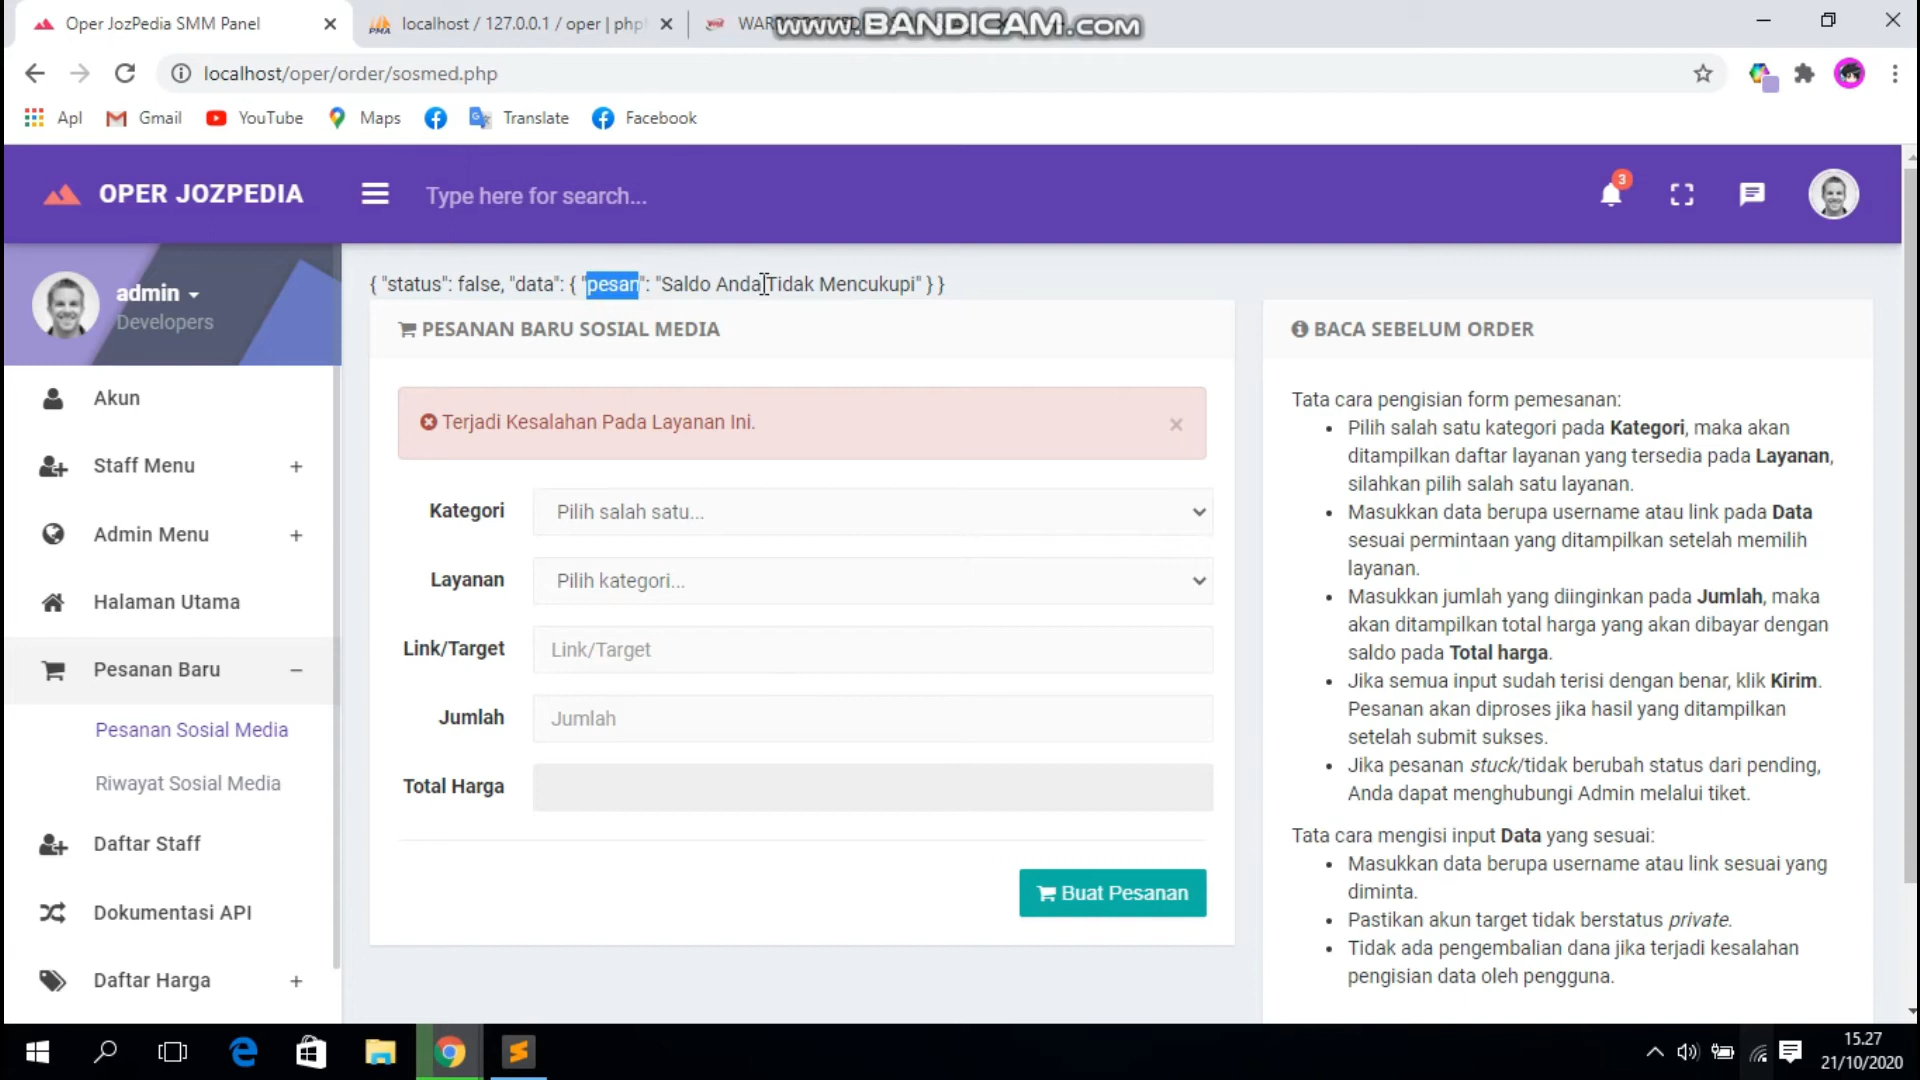 Oper JozPedia SMM Panel
localhost / 127.0.0.1 / oper | php
www.BANDICAM.com
localhost/oper/order/sosmed.php
Apl
Gmail
YouTube
Maps
Translate
Facebook
OPER JOZPEDIA
Type here for search...
3
admin
Developers
Akun
Staff Menu +
Admin Menu +
Halaman Utama
Pesanan Baru –
Pesanan Sosial Media
Riwayat Sosial Media
Daftar Staff
Dokumentasi API
Daftar Harga +
{ "status": false, "data": { "pesan": "Saldo Anda Tidak Mencukupi" } }
PESANAN BARU SOSIAL MEDIA
Terjadi Kesalahan Pada Layanan Ini.
×
Kategori
Pilih salah satu...
Layanan
Pilih kategori...
Link/Target
Link/Target
Jumlah
Jumlah
Total Harga
Buat Pesanan
BACA SEBELUM ORDER
Tata cara pengisian form pemesanan:
• Pilih salah satu kategori pada Kategori, maka akan
ditampilkan daftar layanan yang tersedia pada Layanan,
silahkan pilih salah satu layanan.
• Masukkan data berupa username atau link pada Data
sesuai permintaan yang ditampilkan setelah memilih
layanan.
• Masukkan jumlah yang diinginkan pada Jumlah, maka
akan ditampilkan total harga yang akan dibayar dengan
saldo pada Total harga.
• Jika semua input sudah terisi dengan benar, klik Kirim.
Pesanan akan diproses jika hasil yang ditampilkan
setelah submit sukses.
• Jika pesanan stuck/tidak berubah status dari pending,
Anda dapat menghubungi Admin melalui tiket.
Tata cara mengisi input Data yang sesuai:
• Masukkan data berupa username atau link sesuai yang
diminta.
• Pastikan akun target tidak berstatus private.
• Tidak ada pengembalian dana jika terjadi kesalahan
pengisian data oleh pengguna.
15.27
21/10/2020